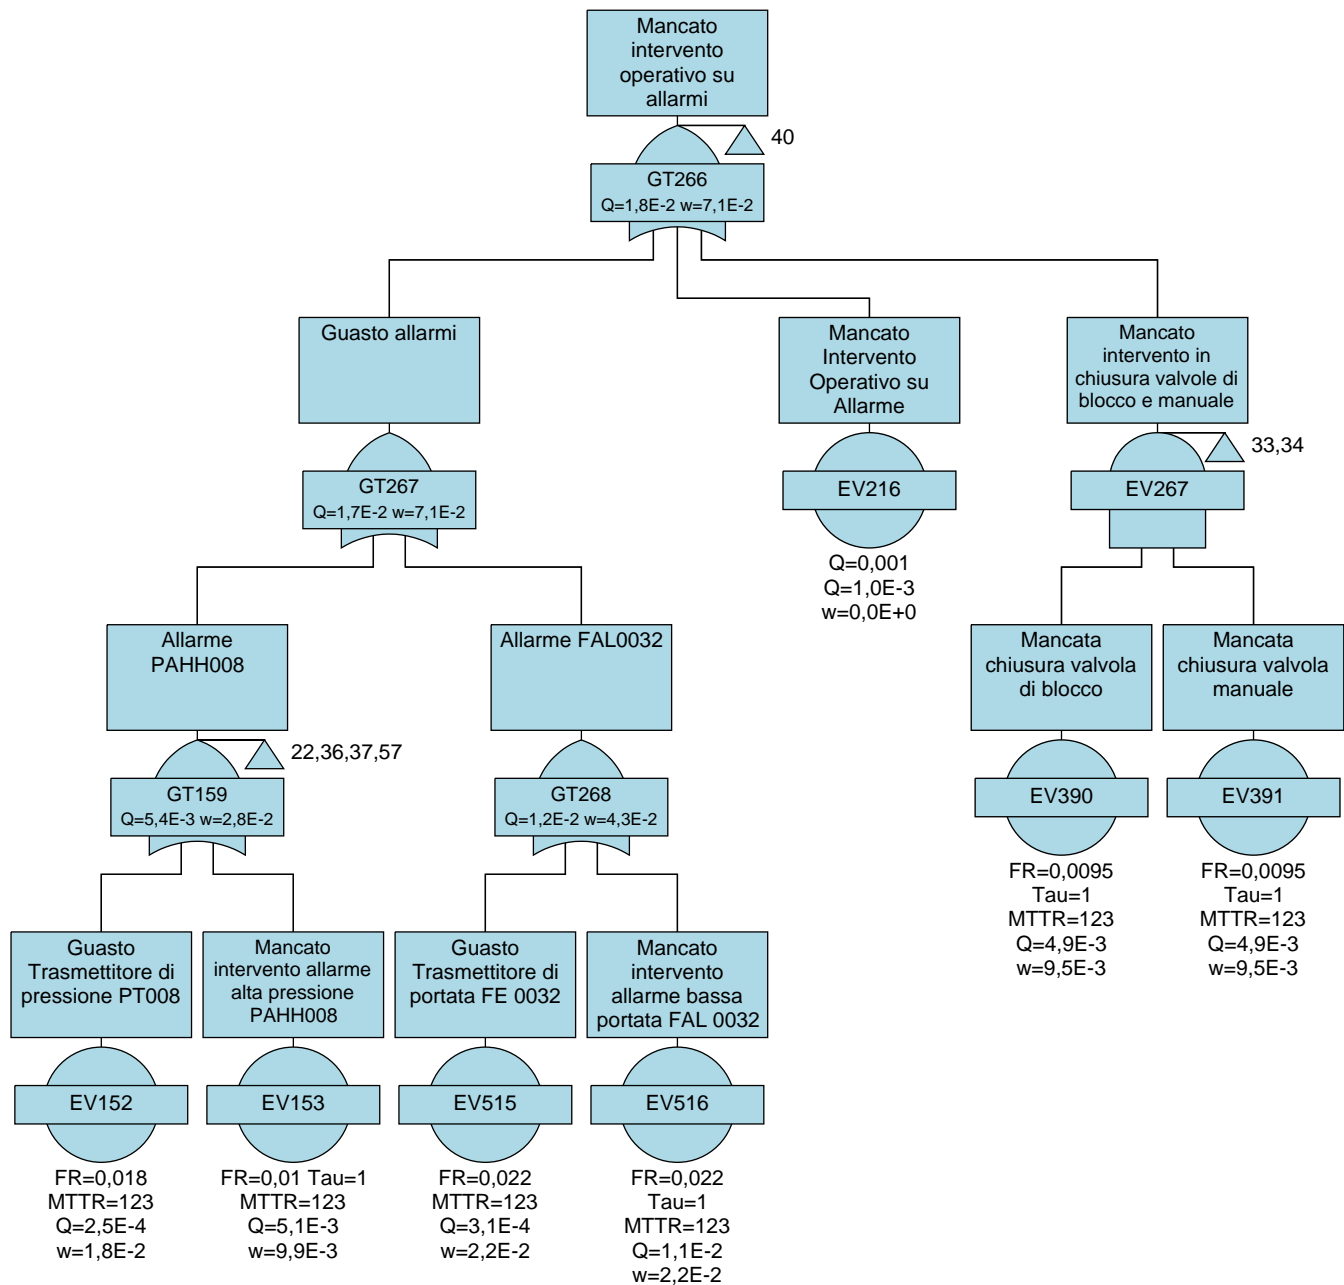 Mancato
intervento
operativo su
allarmi
40
GT266
Q=1,8E-2 w=7,1E-2
Guasto allarmi
GT267
Q=1,7E-2 w=7,1E-2
Mancato
Intervento
Operativo su
Allarme
EV216
Q=0,001
Q=1,0E-3
w=0,0E+0
Mancato
intervento in
chiusura valvole di
blocco e manuale
33,34
EV267
Allarme
PAHH008
22,36,37,57
GT159
Q=5,4E-3 w=2,8E-2
Allarme FAL0032
GT268
Q=1,2E-2 w=4,3E-2
Mancata
chiusura valvola
di blocco
EV390
FR=0,0095
Tau=1
MTTR=123
Q=4,9E-3
w=9,5E-3
Mancata
chiusura valvola
manuale
EV391
FR=0,0095
Tau=1
MTTR=123
Q=4,9E-3
w=9,5E-3
Guasto
Trasmettitore di
pressione PT008
EV152
FR=0,018
MTTR=123
Q=2,5E-4
w=1,8E-2
Mancato
intervento allarme
alta pressione
PAHH008
EV153
FR=0,01 Tau=1
MTTR=123
Q=5,1E-3
w=9,9E-3
Guasto
Trasmettitore di
portata FE 0032
EV515
FR=0,022
MTTR=123
Q=3,1E-4
w=2,2E-2
Mancato
intervento
allarme bassa
portata FAL 0032
EV516
FR=0,022
Tau=1
MTTR=123
Q=1,1E-2
w=2,2E-2